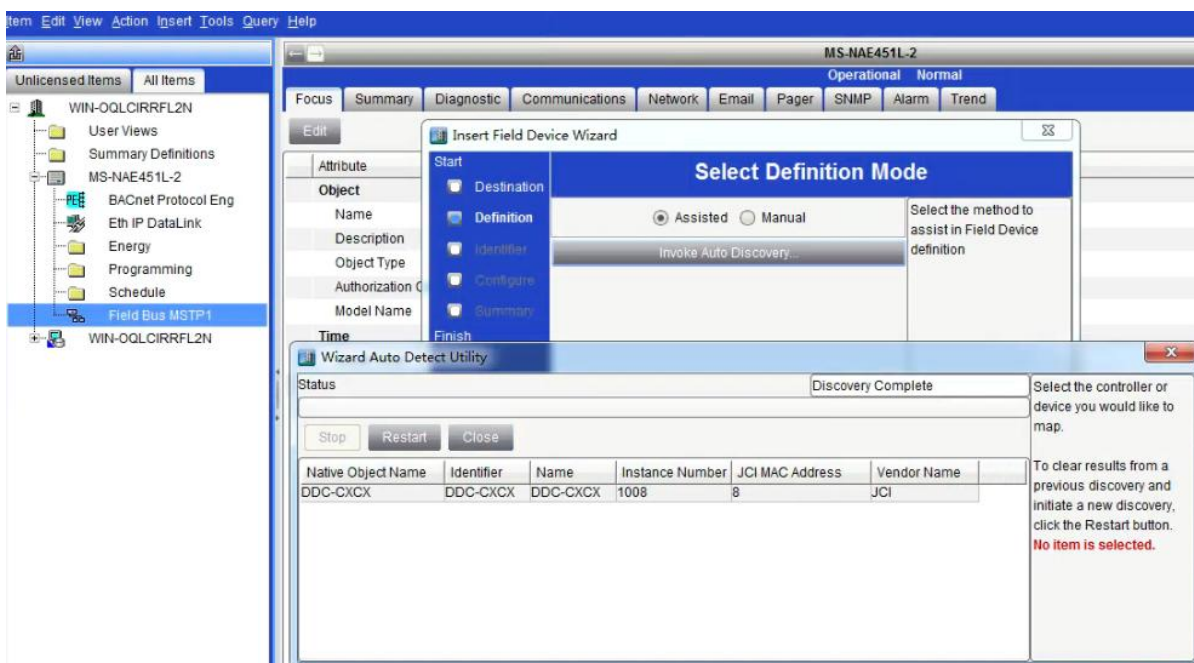 Item Edit View Action Insert Tools Query Help
MS-NAE451L-2
Unlicensed Items All Items
Operational Normal
Focus Summary Diagnostic Communications Network Email Pager SNMP Alarm Trend
WIN-OQLCIRRFL2N
User Views
Summary Definitions
MS-NAE451L-2
BACnet Protocol Eng
Eth IP DataLink
Energy
Programming
Schedule
Field Bus MSTP1
WIN-OQLCIRRFL2N
Edit
Attribute
Object
Name
Description
Object Type
Authorization C
Model Name
Time
Insert Field Device Wizard
Start
Destination
Definition
Identifier
Configure
Summary
Finish
Select Definition Mode
Assisted Manual
Invoke Auto Discovery...
Select the method to
assist in Field Device
definition
Wizard Auto Detect Utility
Status
Discovery Complete
Stop Restart Close
Native Object Name Identifier Name Instance Number JCI MAC Address Vendor Name
DDC-CXCX DDC-CXCX DDC-CXCX 1008 8 JCI
Select the controller or
device you would like to
map.
To clear results from a
previous discovery and
initiate a new discovery,
click the Restart button.
No item is selected.